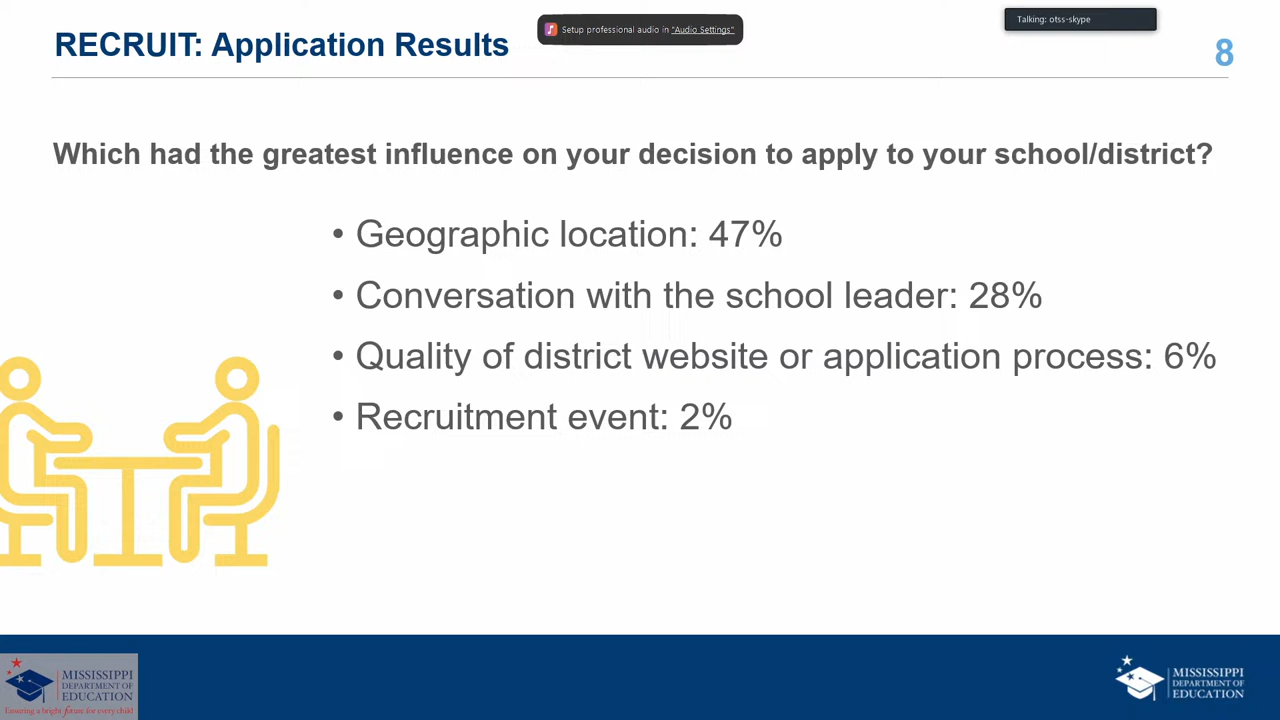 Setup professional audio in "Audio Settings"
Talking: otss-skype
RECRUIT: Application Results
8
Which had the greatest influence on your decision to apply to your school/district?
• Geographic location: 47%
• Conversation with the school leader: 28%
• Quality of district website or application process: 6%
• Recruitment event: 2%
MISSISSIPPI
DEPARTMENT OF
EDUCATION
Ensuring a bright future for every child
MISSISSIPPI
DEPARTMENT OF
EDUCATION